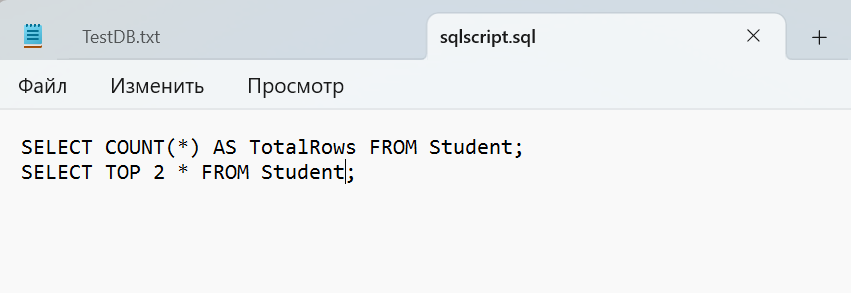 TestDB.txt
sqlscript.sql
Файл Изменить Просмотр
SELECT COUNT(*) AS TotalRows FROM Student;
SELECT TOP 2 * FROM Student;